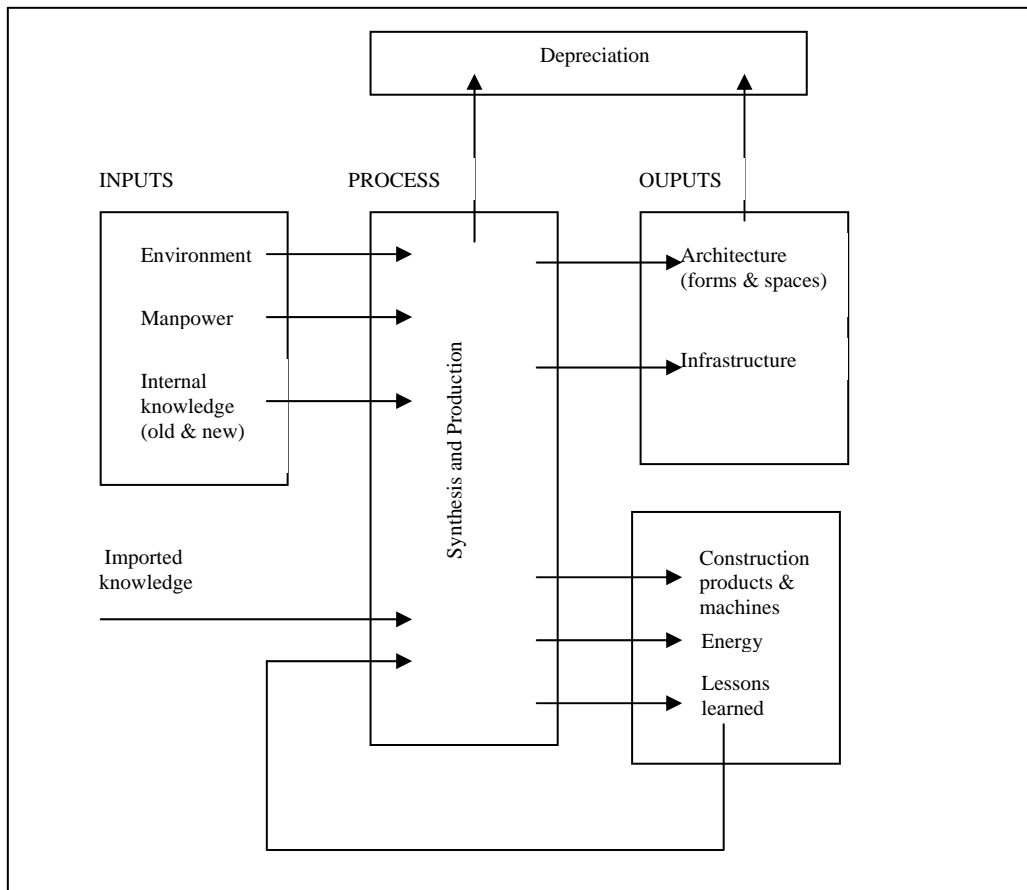 Depreciation
INPUTS
PROCESS
OUPUTS
Environment
Manpower
Internal
knowledge
(old & new)
Imported
knowledge
Synthesis and Production
Architecture
(forms & spaces)
Infrastructure
Construction
products &
machines
Energy
Lessons
learned